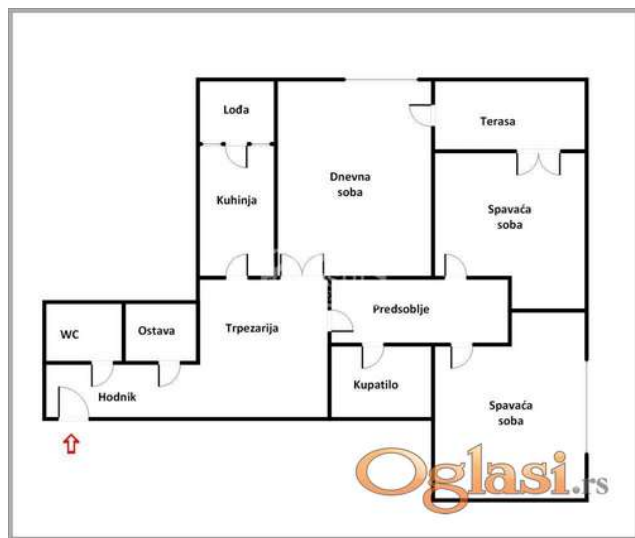 Lođa
Terasa
Dnevna
soba
Kuhinja
Spavaća
soba
Predsoblje
WC
Ostava
Trpezarija
Kupatilo
Hodnik
Spavaća
soba
Oglasi.rs